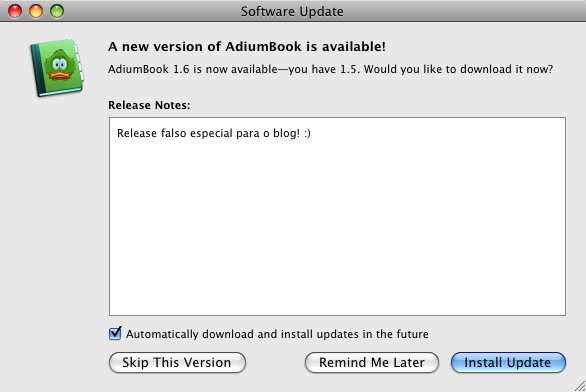 Software Update
A new version of AdiumBook is available!
AdiumBook 1.6 is now available—you have 1.5. Would you like to download it now?
Release Notes:
Release falso especial para o blog! :)
Automatically download and install updates in the future
Skip This Version
Remind Me Later
Install Update